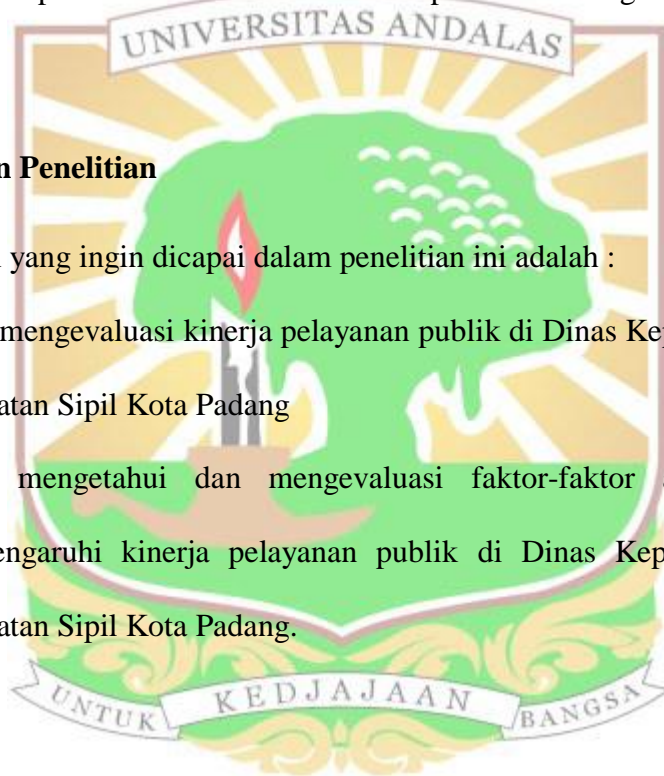 UNIVERSITAS ANDALAS
n Penelitian
yang ingin dicapai dalam penelitian ini adalah :
mengevaluasi kinerja pelayanan publik di Dinas Kep
atan Sipil Kota Padang
mengetahui dan mengevaluasi faktor-faktor
engaruhi kinerja pelayanan publik di Dinas Kep
atan Sipil Kota Padang.
UNTUK KEDJAJAAN BANGSA